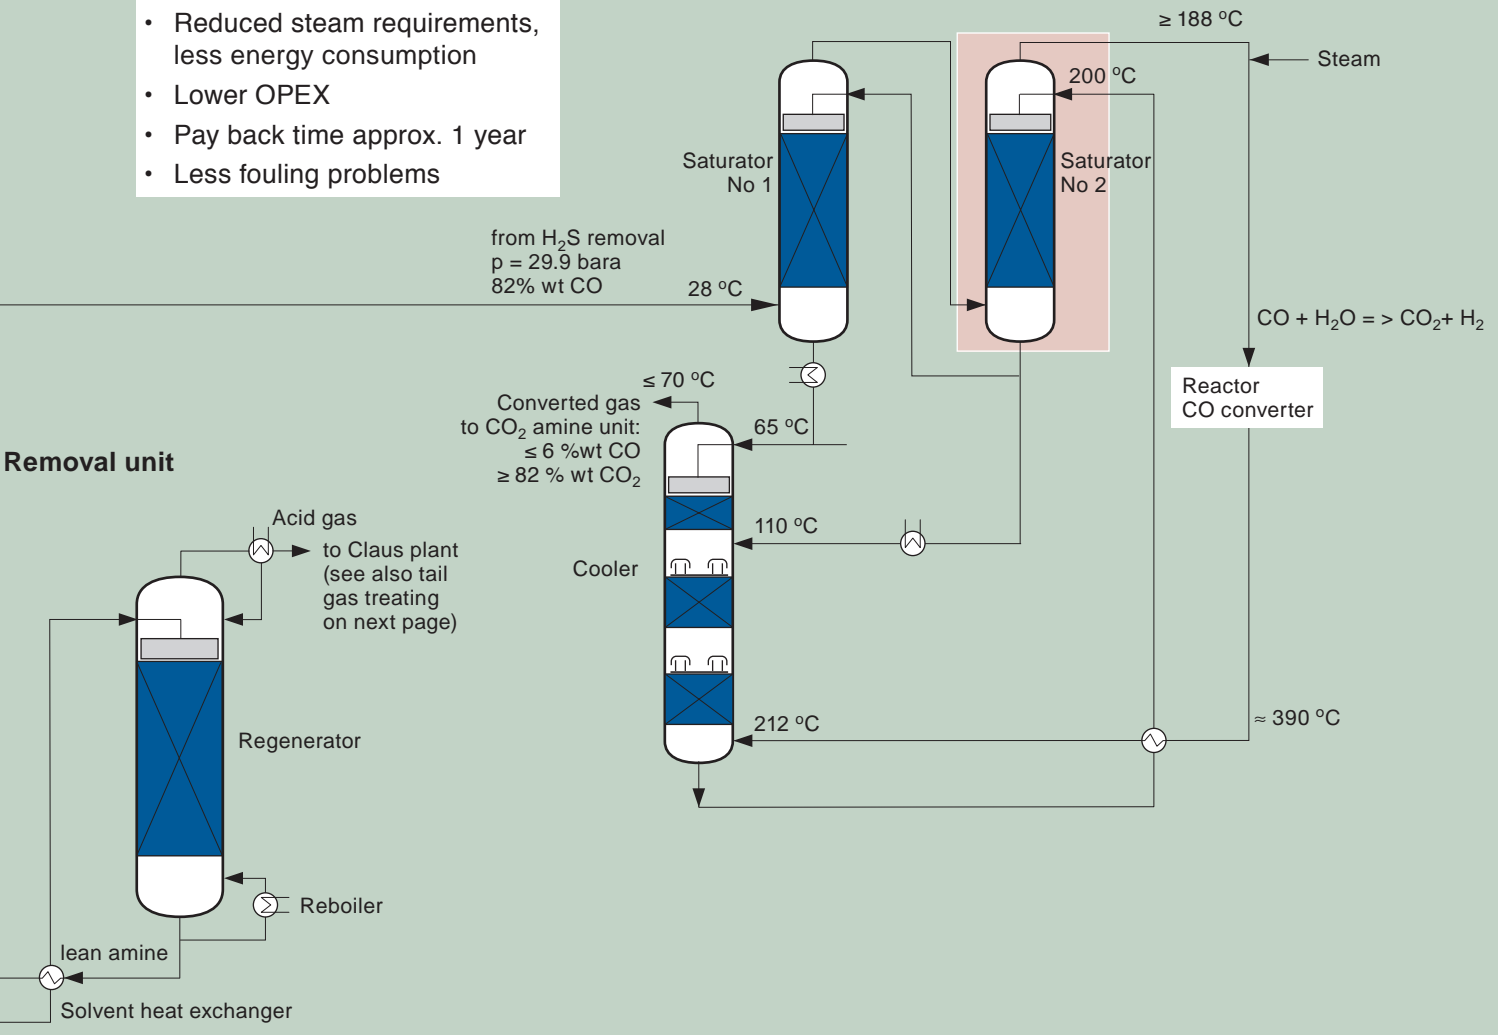 • Reduced steam requirements,
less energy consumption
• Lower OPEX
• Pay back time approx. 1 year
• Less fouling problems
≥ 188 °C
Steam
200 °C
Saturator
No 1
Saturator
No 2
from H₂S removal
p = 29.9 bara
82% wt CO
28 °C
CO + H₂O = > CO₂+ H₂
Reactor
CO converter
≤ 70 °C
Converted gas
to CO₂ amine unit:
≤ 6 %wt CO
≥ 82 % wt CO₂
65 °C
110 °C
Cooler
212 °C
≈ 390 °C
Removal unit
Acid gas
to Claus plant
(see also tail
gas treating
on next page)
Regenerator
Reboiler
lean amine
Solvent heat exchanger